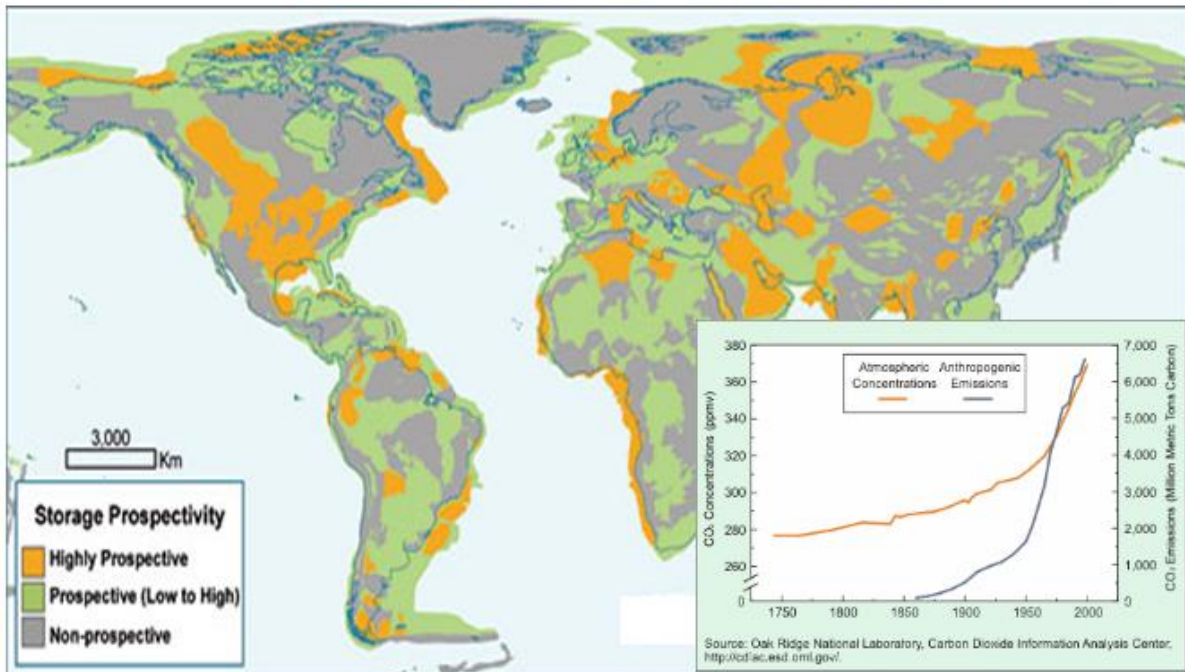 3,000
Km
Storage Prospectivity
Highly Prospective
Prospective (Low to High)
Non-prospective
Atmospheric Anthropogenic
Concentrations Emissions
CO₂ Concentrations (ppmv)
380
360
340
320
300
280
260
0
1750 1800 1850 1900 1950 2000
7,000
6,000
5,000
4,000
3,000
2,000
1,000
0
CO₂ Emissions (Million Metric Tons Carbon)
Source: Oak Ridge National Laboratory, Carbon Dioxide Information Analysis Center,
http://cdiac.esd.ornl.gov/.